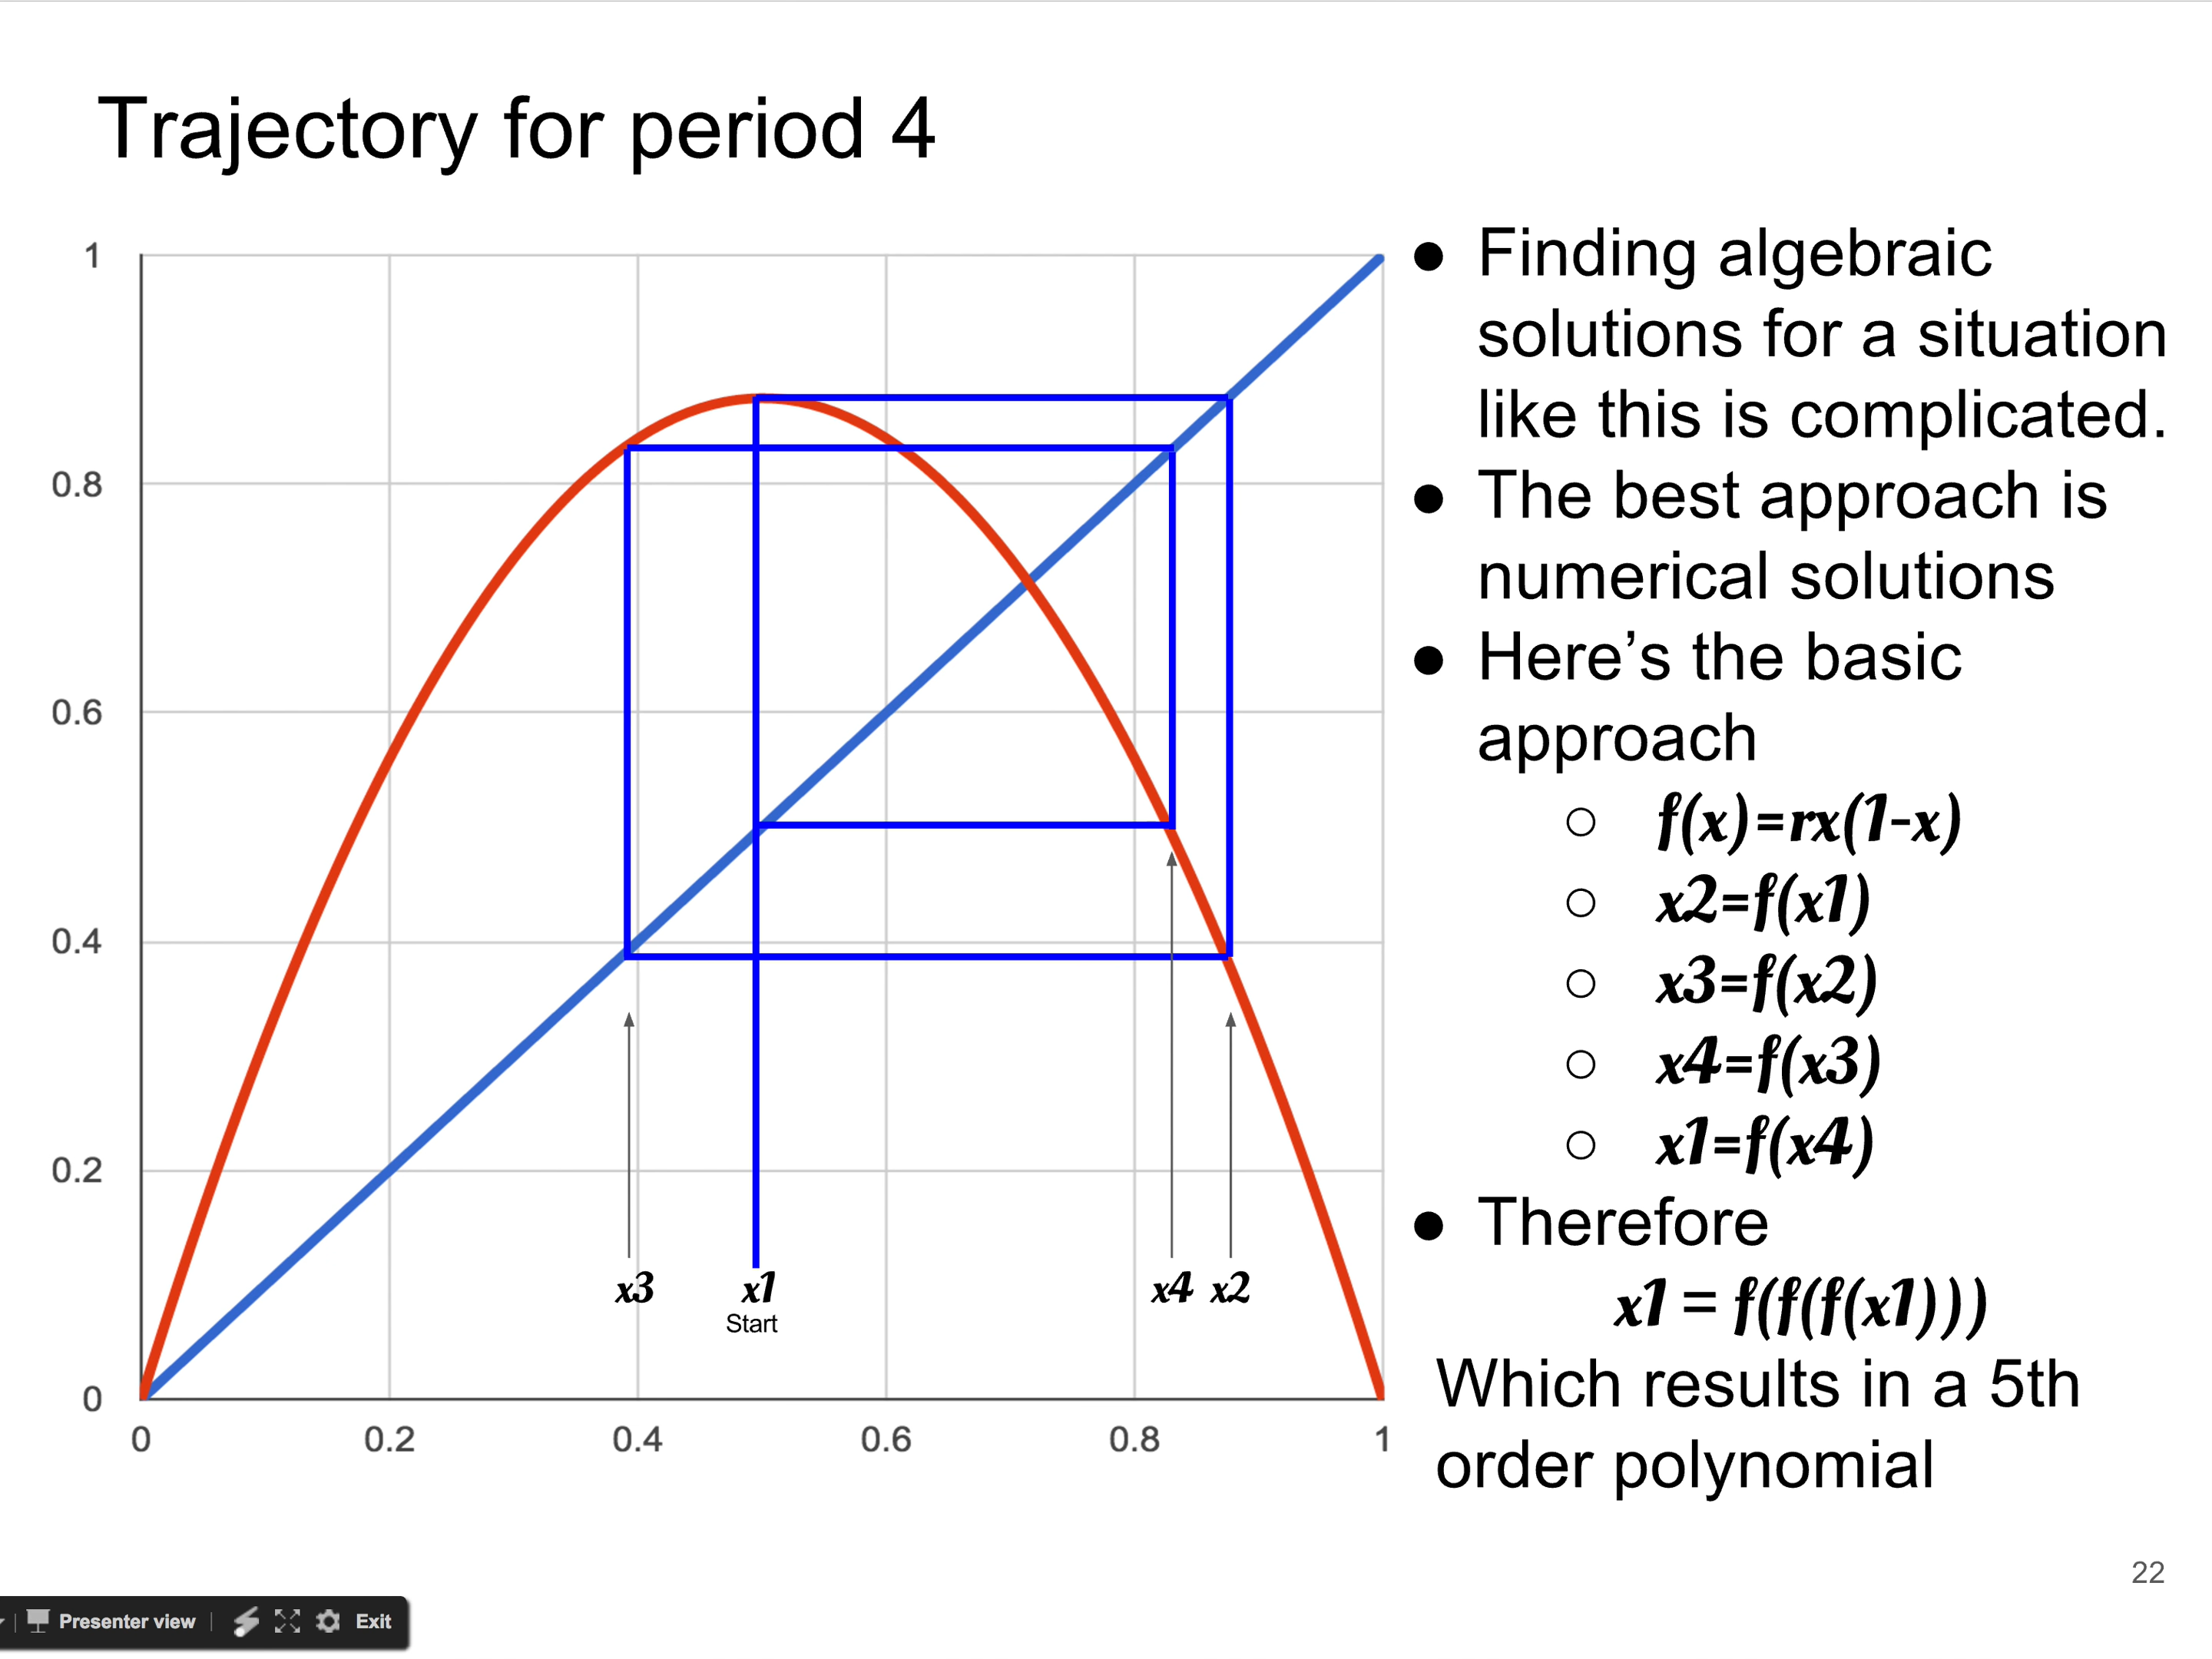 Trajectory for period 4
1
0.8
0.6
0.4
0.2
0
0 0.2 0.4 0.6 0.8 1
x3 x1 x4 x2
Start
● Finding algebraic
solutions for a situation
like this is complicated.
● The best approach is
numerical solutions
● Here’s the basic
approach
○ f(x)=rx(1-x)
○ x2=f(x1)
○ x3=f(x2)
○ x4=f(x3)
○ x1=f(x4)
● Therefore
x1 = f(f(f(x1)))
Which results in a 5th
order polynomial
22
Presenter view Exit